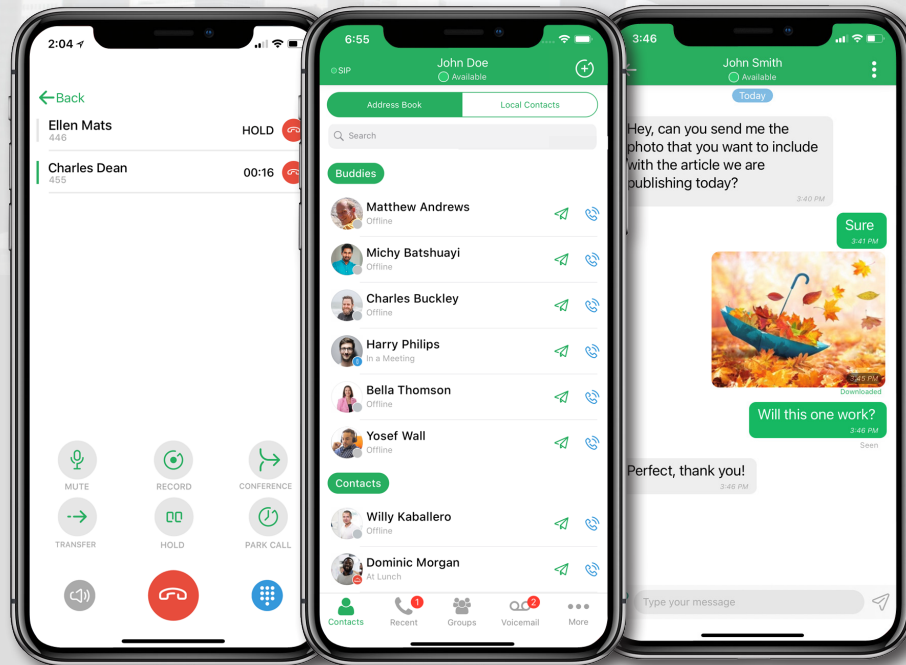 2:04
Back
Ellen Mats
446
HOLD
Charles Dean
455
00:16
MUTE
RECORD
CONFERENCE
TRANSFER
HOLD
PARK CALL
6:55
SIP
John Doe
Available
Address Book
Local Contacts
Search
Buddies
Matthew Andrews
Offline
Michy Batshuayi
Offline
Charles Buckley
Offline
Harry Philips
In a Meeting
Bella Thomson
Offline
Yosef Wall
Offline
Contacts
Willy Kaballero
Offline
Dominic Morgan
At Lunch
Contacts
1
Recent
Groups
2
Voicemail
More
3:46
John Smith
Available
Today
Hey, can you send me the
photo that you want to include
with the article we are
publishing today?
3:40 PM
Sure
3:41 PM
3:45 PM
Downloaded
Will this one work?
3:46 PM
Seen
Perfect, thank you!
3:46 PM
Type your message